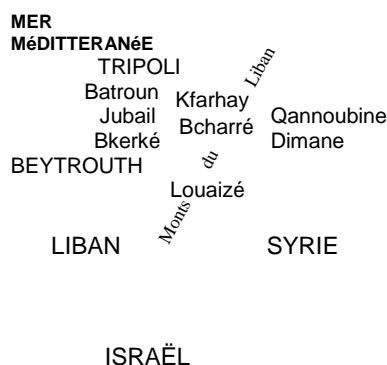 MER
MéDITTERANéE
TRIPOLI
Batroun
Kfarhay
Jubail
Bcharré
Qannoubine
Bkerké
Dimane
BEYTROUTH
Louaizé
Monts du Liban
LIBAN
SYRIE
ISRAËL